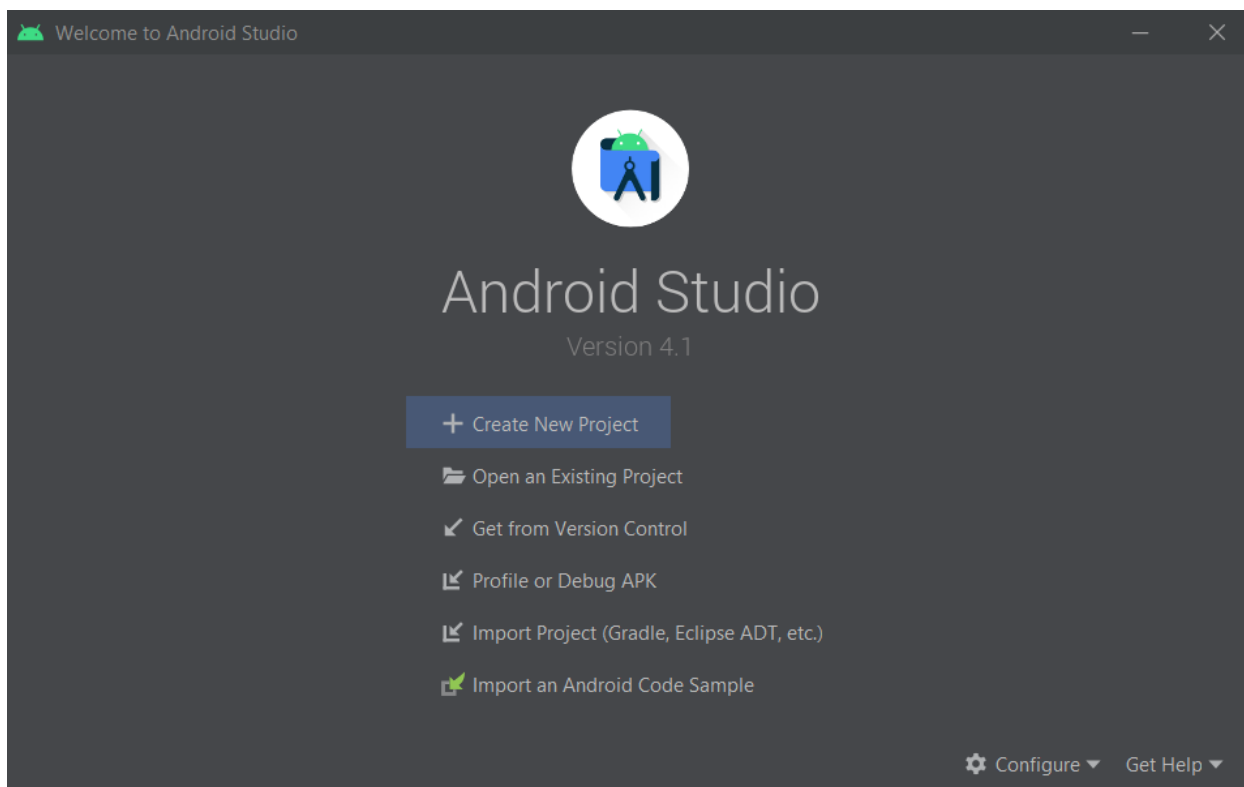 Welcome to Android Studio
Android Studio
Version 4.1
Create New Project
Open an Existing Project
Get from Version Control
Profile or Debug APK
Import Project (Gradle, Eclipse ADT, etc.)
Import an Android Code Sample
Configure Get Help